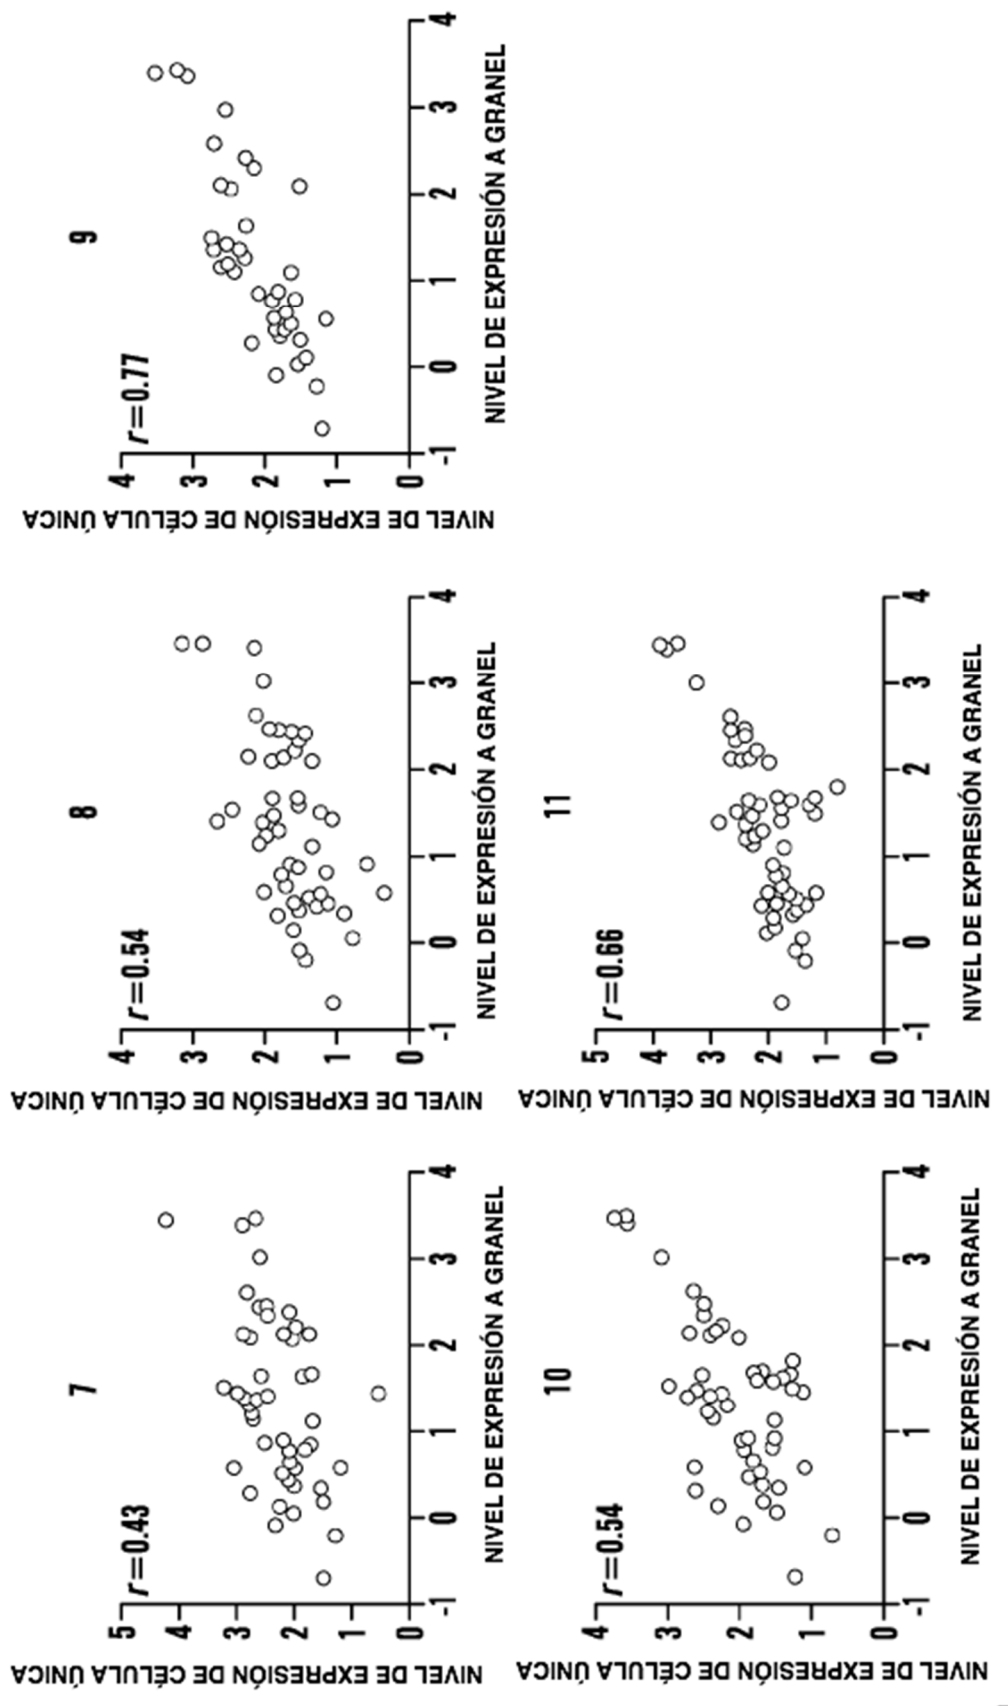 7
r=0.43
NIVEL DE EXPRESIÓN DE CÉLULA ÚNICA
5
4
3
2
1
0
-1 0 1 2 3 4
NIVEL DE EXPRESIÓN A GRANEL
8
r=0.54
NIVEL DE EXPRESIÓN DE CÉLULA ÚNICA
4
3
2
1
0
-1 0 1 2 3 4
NIVEL DE EXPRESIÓN A GRANEL
9
r=0.77
NIVEL DE EXPRESIÓN DE CÉLULA ÚNICA
4
3
2
1
0
-1 0 1 2 3 4
NIVEL DE EXPRESIÓN A GRANEL
10
r=0.54
NIVEL DE EXPRESIÓN DE CÉLULA ÚNICA
4
3
2
1
0
-1 0 1 2 3 4
NIVEL DE EXPRESIÓN A GRANEL
11
r=0.66
NIVEL DE EXPRESIÓN DE CÉLULA ÚNICA
5
4
3
2
1
0
-1 0 1 2 3 4
NIVEL DE EXPRESIÓN A GRANEL